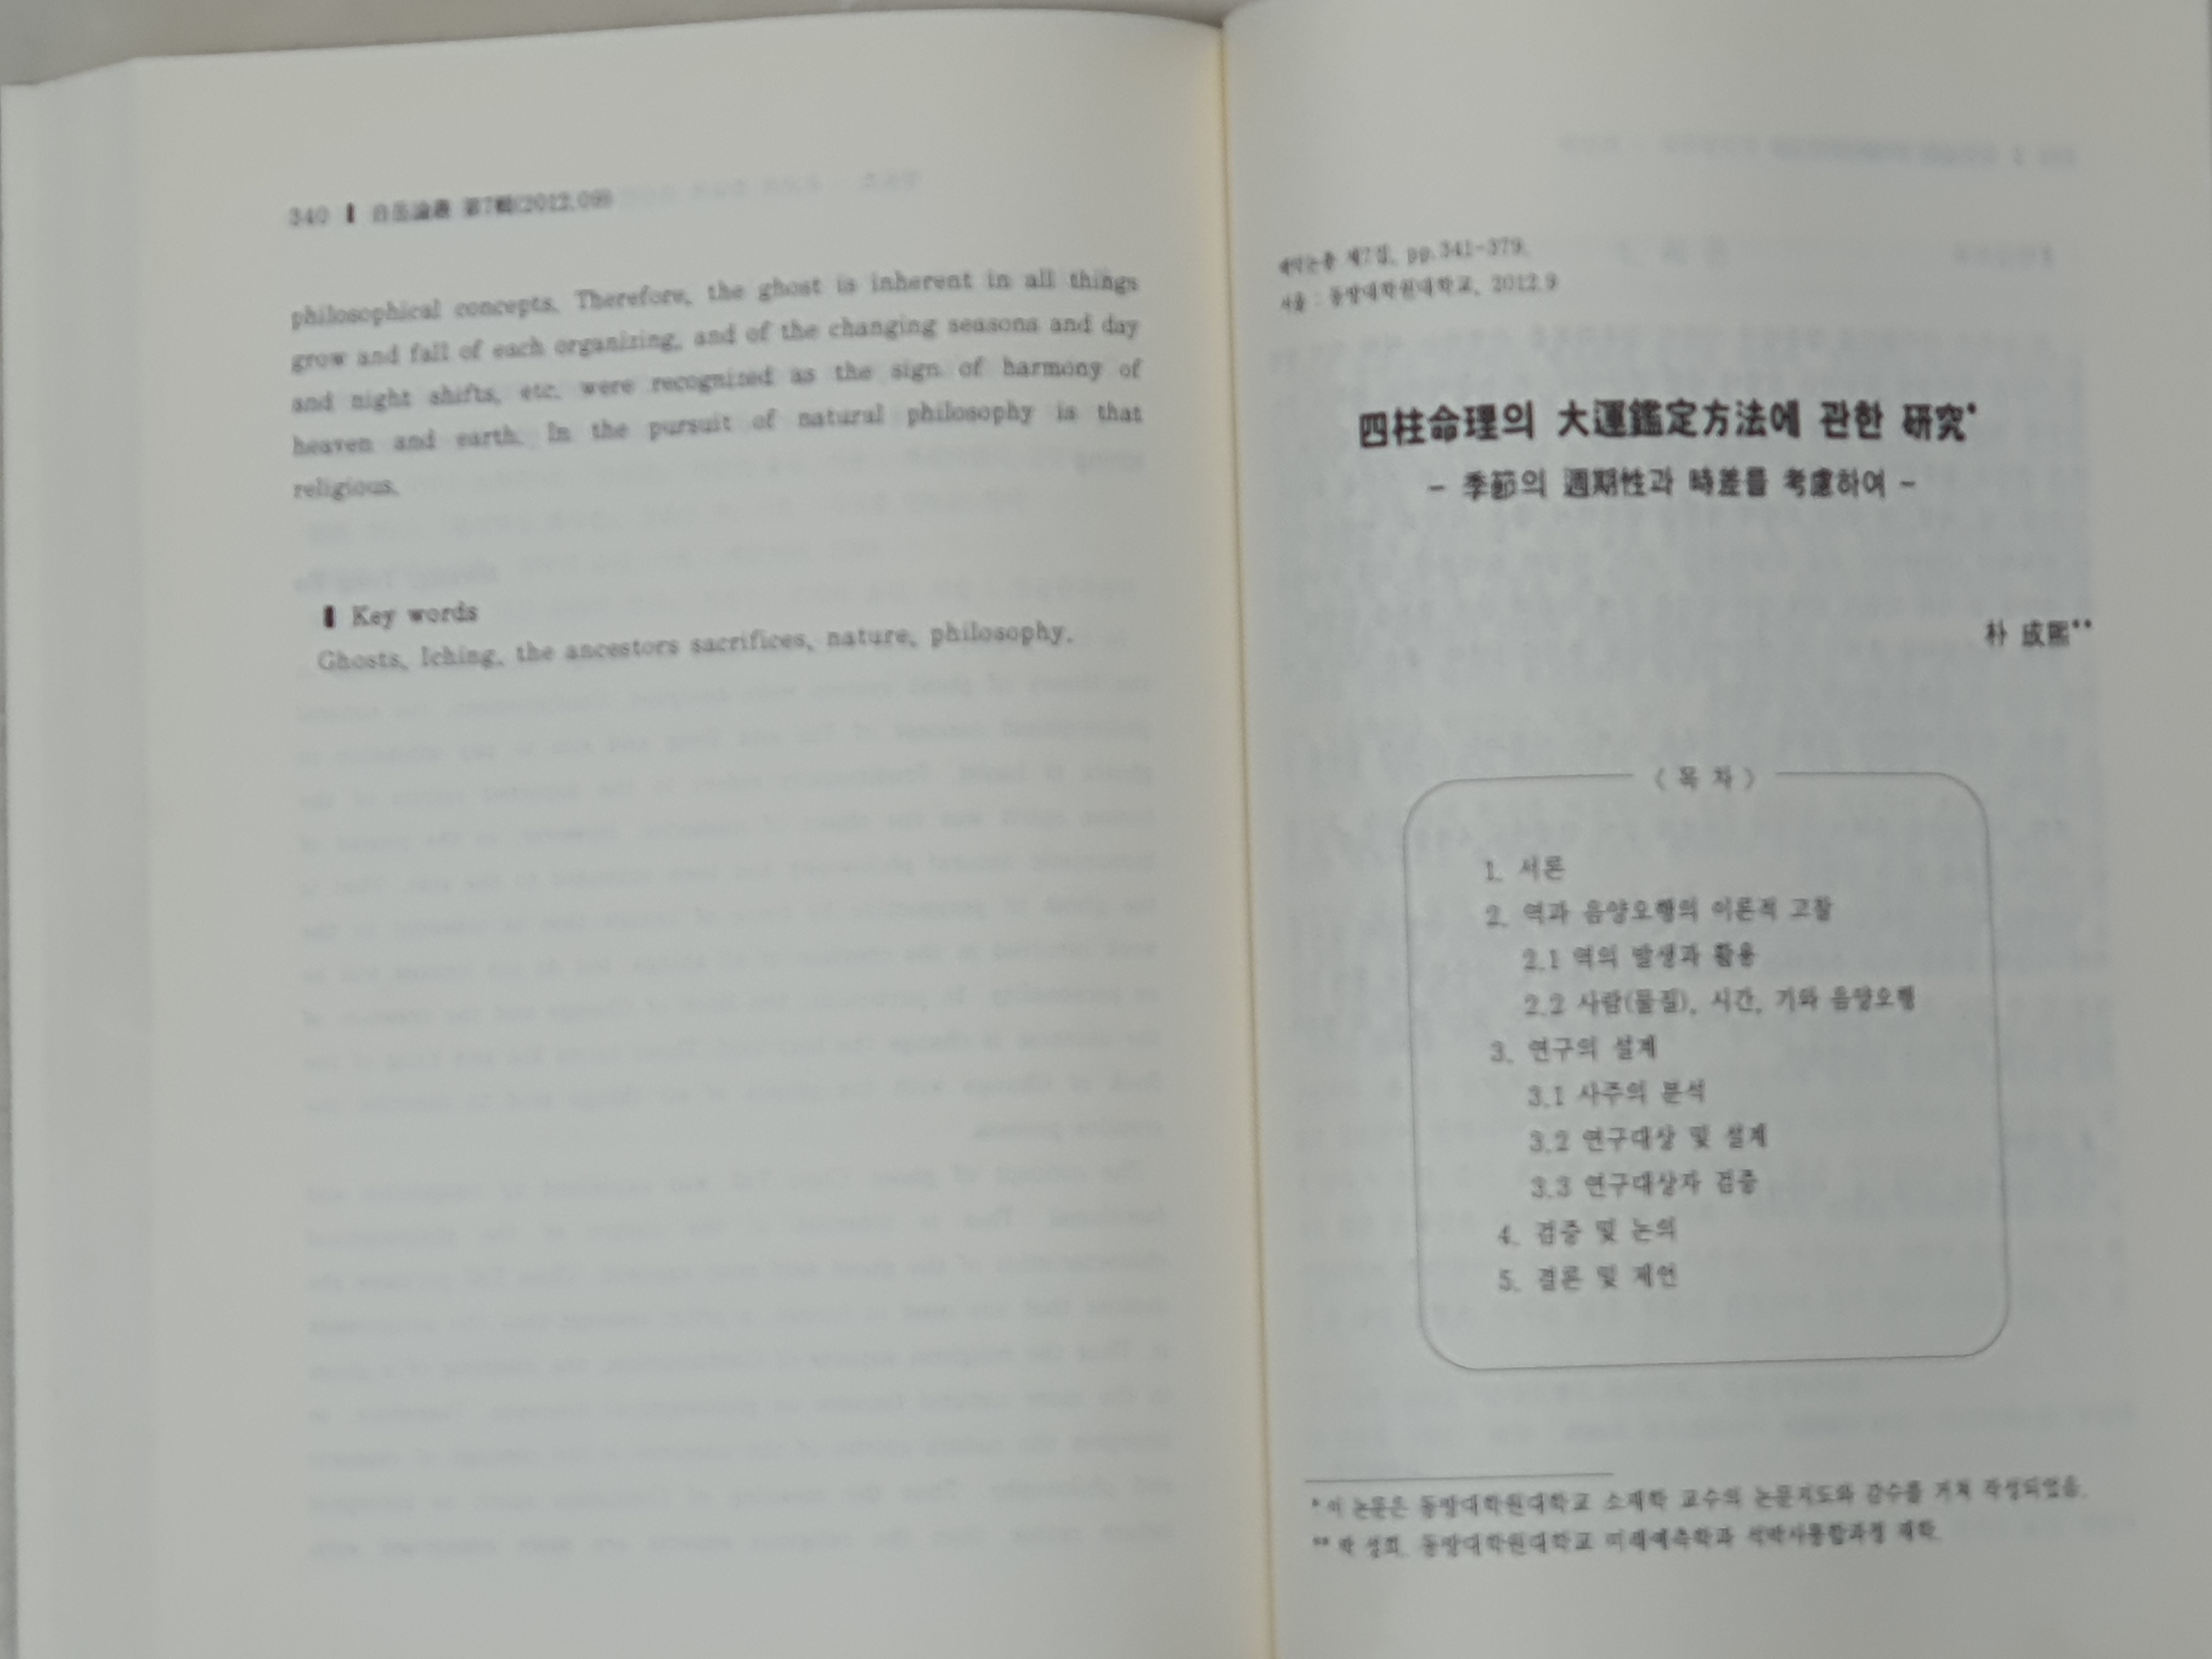 340 ▮ 白岳論叢 第7輯(2012.09)
philosophical concepts. Therefore, the ghost is inherent in all things
grow and fall of each organizing, and of the changing seasons and day
and night shifts, etc. were recognized as the sign of harmony of
heaven and earth. In the pursuit of natural philosophy is that
religious.
▮ Key words
Ghosts, Iching, the ancestors sacrifices, nature, philosophy.
제7집, pp.341-379.
서울 : 동방대학원대학교, 2012.9
四柱命理의 大運鑑定方法에 관한 研究*
- 季節의 週期性과 時差를 考慮하여 -
朴 成熙**
< 목 차 >
1. 서론
2. 역과 음양오행의 이론적 고찰
2.1 역의 발생과 활용
2.2 사람(물질), 시간, 기와 음양오행
3. 연구의 설계
3.1 사주의 분석
3.2 연구대상 및 설계
3.3 연구대상자 검증
4. 검증 및 논의
5. 결론 및 제언
* 이 논문은 동방대학원대학교 소재학 교수의 논문지도와 감수를 거쳐 작성되었음.
** 박 성희. 동방대학원대학교 미래예측학과 석박사통합과정 재학.